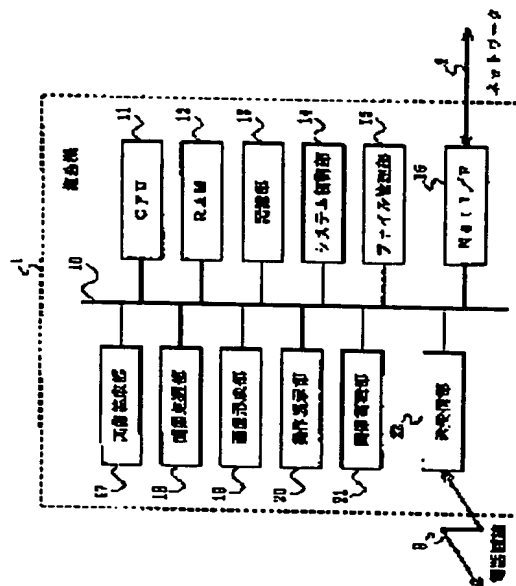 1
10
複合機
CPU
11
RAM
12
記憶部
13
システム制御部
14
ファイル管理部
15
Net I/F
16
ネットワーク
17
画像処理部
18
画像形成部
19
操作表示部
20
画像蓄積部
21
22
電話回線